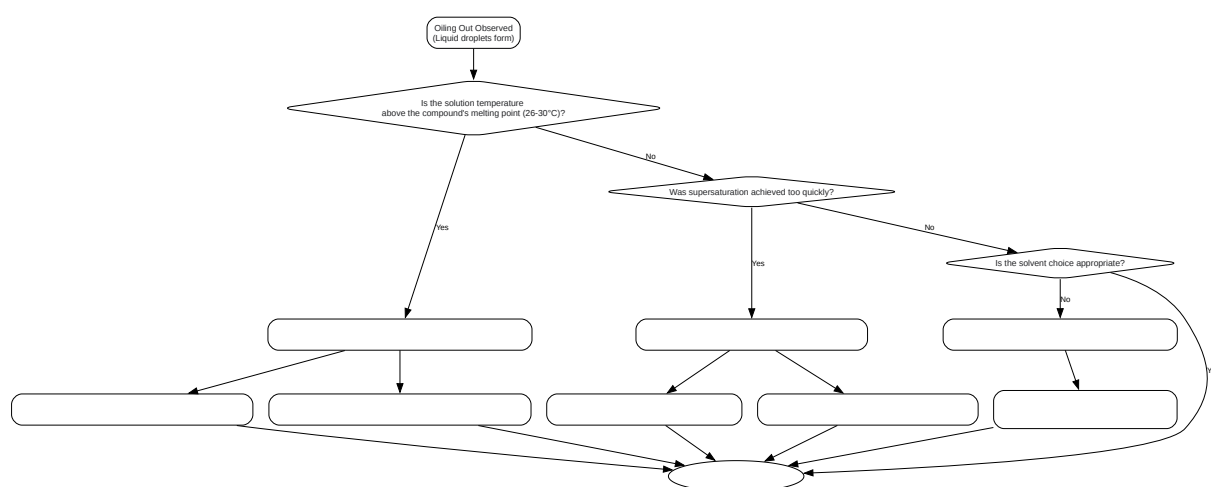 Oiling Out Observed
(Liquid droplets form)
Is the solution temperature
above the compound's melting point (26-30°C)?
No
Was supersaturation achieved too quickly?
Yes
No
Yes
Is the solvent choice appropriate?
No